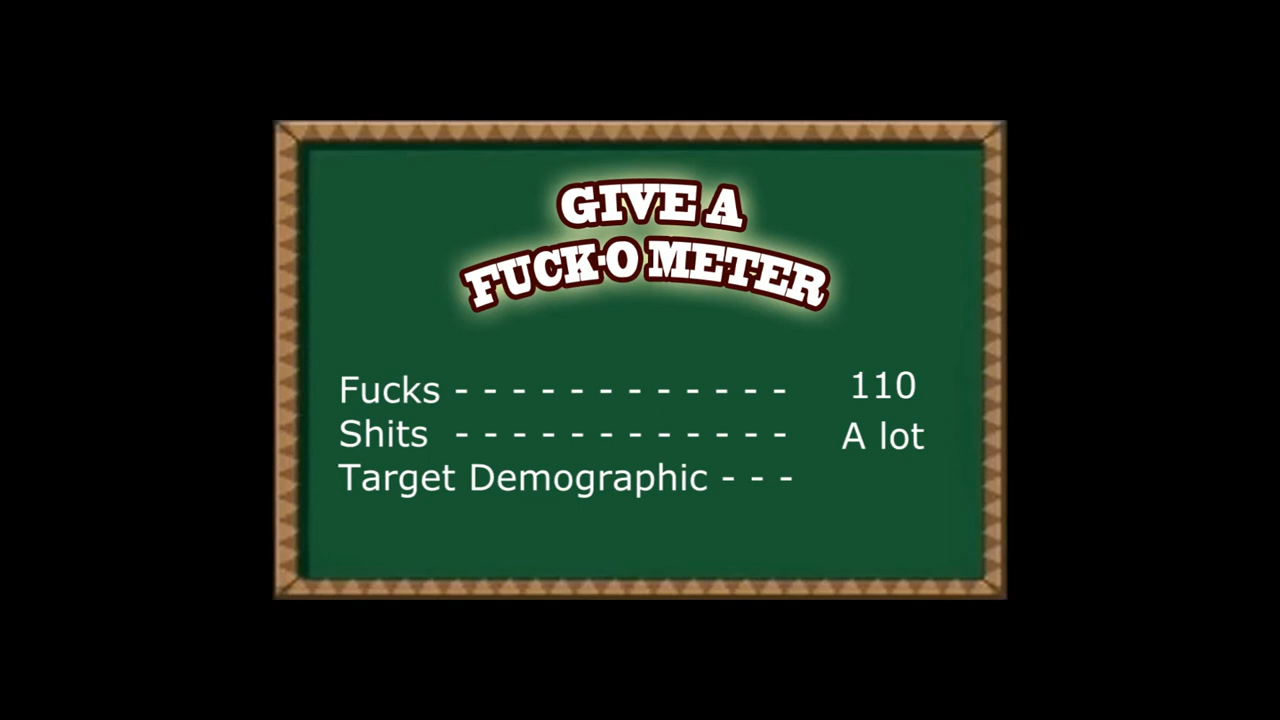 GIVE A
FUCK-O METER
Fucks - - - - - - - - - - - - 110
Shits - - - - - - - - - - - - A lot
Target Demographic - - -